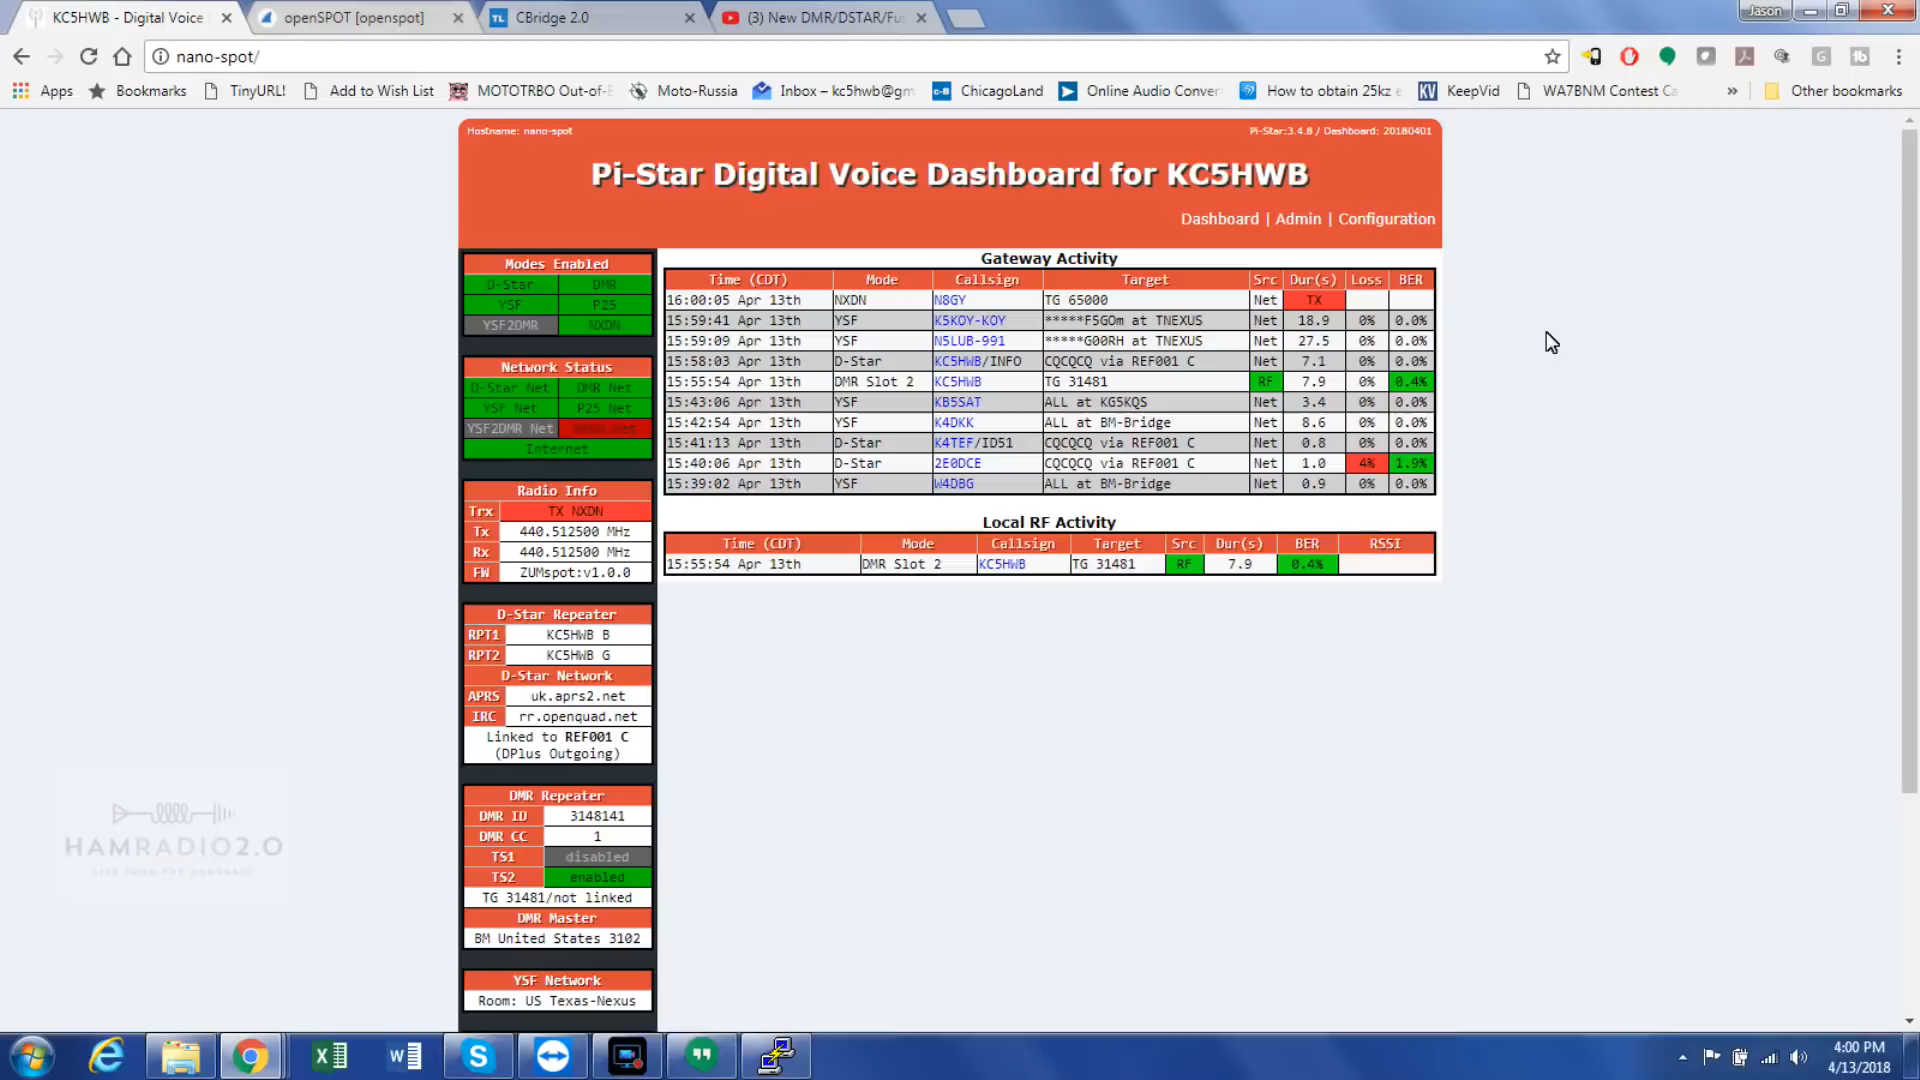 KC5HWB - Digital Voice
openSPOT [openspot]
CBridge 2.0
(3) New DMR/DSTAR/Fu
Jason
nano-spot/
Apps
Bookmarks
TinyURL!
Add to Wish List
MOTOTRBO Out-of-
Moto-Russia
Inbox – kc5hwb@gm
ChicagoLand
Online Audio Conver
How to obtain 25kz
KeepVid
WA7BNM Contest Ca
»
Other bookmarks
Hostname: nano-spot
Pi-Star:3.4.8 / Dashboard: 20180401
Pi-Star Digital Voice Dashboard for KC5HWB
Dashboard | Admin | Configuration
Modes Enabled
D-Star DMR
YSF P25
YSF2DMR NXDN
Network Status
D-Star Net DMR Net
YSF Net P25 Net
YSF2DMR Net
Internet
Radio Info
Trx TX NXDN
Tx 440.512500 MHz
Rx 440.512500 MHz
FW ZUMspot:v1.0.0
D-Star Repeater
RPT1 KC5HWB B
RPT2 KC5HWB G
D-Star Network
APRS uk.aprs2.net
IRC rr.openquad.net
Linked to REF001 C
(DPlus Outgoing)
DMR Repeater
DMR ID 3148141
DMR CC 1
TS1 disabled
TS2 enabled
TG 31481/not linked
DMR Master
BM United States 3102
YSF Network
Room: US Texas-Nexus
Gateway Activity
Time (CDT) Mode Callsign Target Src Dur(s) Loss BER
16:00:05 Apr 13th NXDN N8GY TG 65000 Net TX
15:59:41 Apr 13th YSF K5KOY-KOY *****F5GOm at TNEXUS Net 18.9 0% 0.0%
15:59:09 Apr 13th YSF N5LUB-991 *****G00RH at TNEXUS Net 27.5 0% 0.0%
15:58:03 Apr 13th D-Star KC5HWB/INFO CQCQCQ via REF001 C Net 7.1 0% 0.0%
15:55:54 Apr 13th DMR Slot 2 KC5HWB TG 31481 RF 7.9 0% 0.4%
15:43:06 Apr 13th YSF KB5SAT ALL at KG5KQS Net 3.4 0% 0.0%
15:42:54 Apr 13th YSF K4DKK ALL at BM-Bridge Net 8.6 0% 0.0%
15:41:13 Apr 13th D-Star K4TEF/ID51 CQCQCQ via REF001 C Net 0.8 0% 0.0%
15:40:06 Apr 13th D-Star 2E0DCE CQCQCQ via REF001 C Net 1.0 4% 1.9%
15:39:02 Apr 13th YSF W4DBG ALL at BM-Bridge Net 0.9 0% 0.0%
Local RF Activity
Time (CDT) Mode Callsign Target Src Dur(s) BER RSSI
15:55:54 Apr 13th DMR Slot 2 KC5HWB TG 31481 RF 7.9 0.4%
HAMRADIO2.0
4:00 PM
4/13/2018